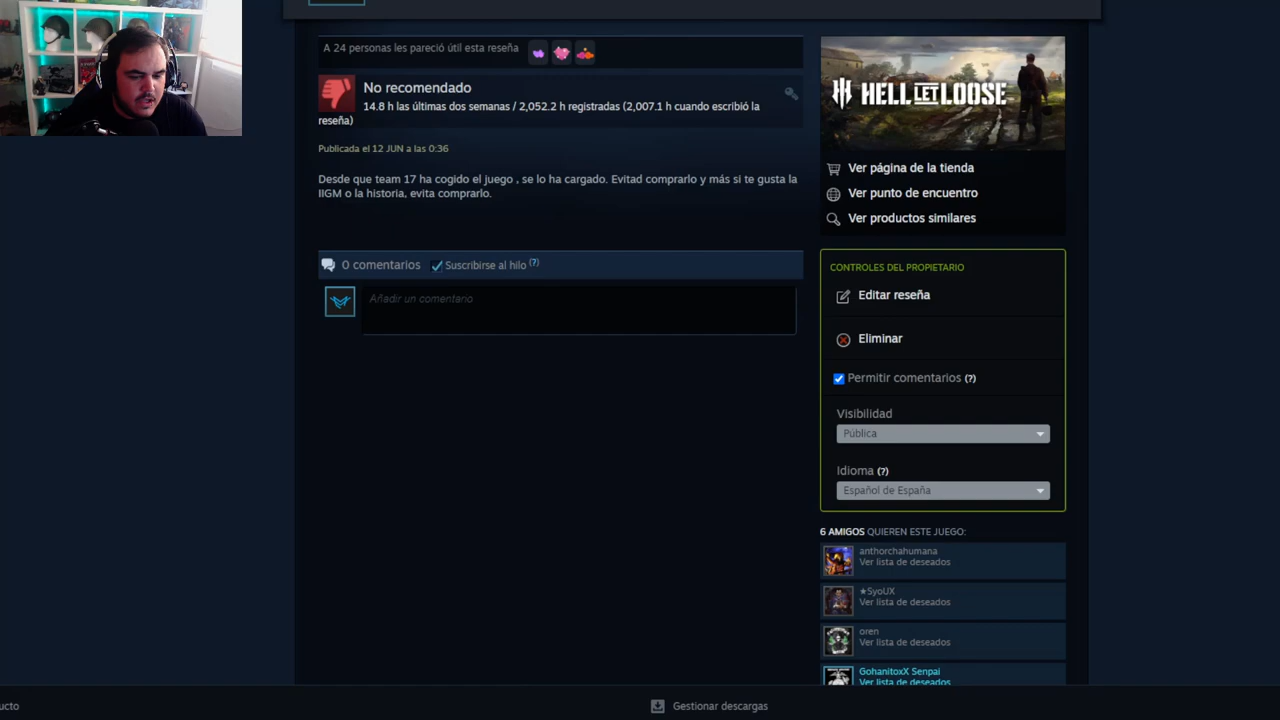 A 24 personas les pareció útil esta reseña
No recomendado
14.8 h las últimas dos semanas / 2,052.2 h registradas (2,007.1 h cuando escribió la
reseña)
Publicada el 12 JUN a las 0:36
Desde que team 17 ha cogido el juego , se lo ha cargado. Evitad comprarlo y más si te gusta la
IIGM o la historia, evita comprarlo.
0 comentarios
Suscribirse al hilo (?)
Añadir un comentario
HELL LET LOOSE
Ver página de la tienda
Ver punto de encuentro
Ver productos similares
CONTROLES DEL PROPIETARIO
Editar reseña
Eliminar
Permitir comentarios (?)
Visibilidad
Pública
Idioma (?)
Español de España
6 AMIGOS QUIEREN ESTE JUEGO:
anthorchahumana
Ver lista de deseados
★SyoUX
Ver lista de deseados
oren
Ver lista de deseados
GohanitoxX Senpai
Ver lista de deseados
ucto
Gestionar descargas